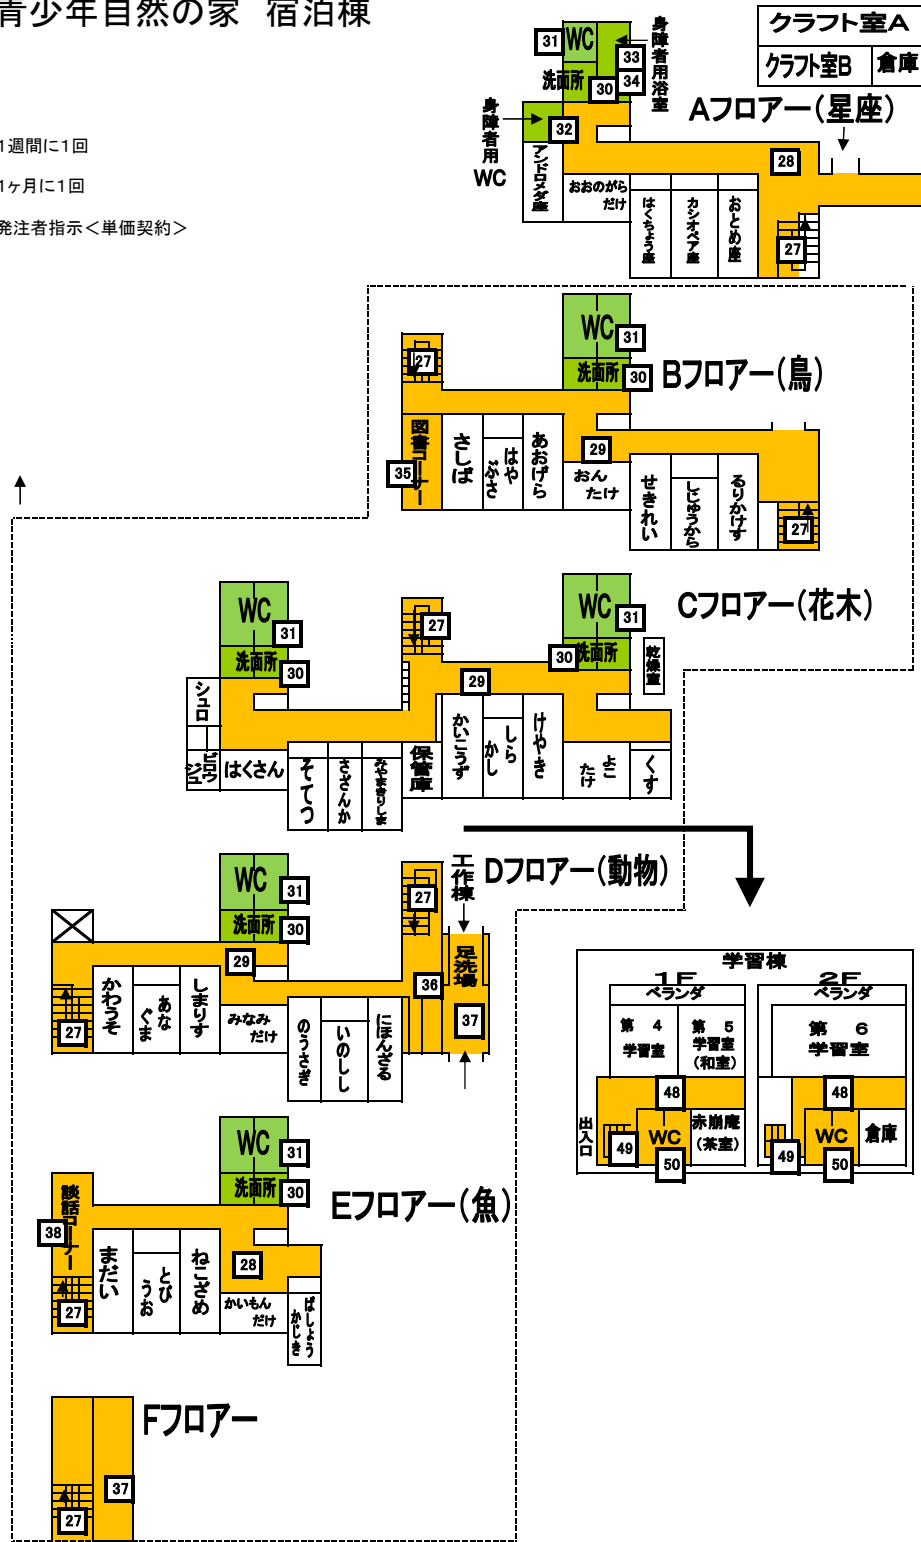 青少年自然の家 宿泊棟
1週間に1回
1ヶ月に1回
発注者指示＜単価契約＞
クラフト室A
クラフト室B
倉庫
Aフロアー(星座)
31
WC
33
34
洗面所
30
身障者用浴室
身障者用
WC
32
アンドロメダ座
おおのがら
だけ
はくちょう座
カシオペア座
おとめ座
28
27
Bフロアー(鳥)
WC
31
洗面所
30
27
図書コーナー
35
さしば
はや
ぶさ
あおげら
29
おん
たけ
せきれい
しじゅうから
るりかけす
27
Cフロアー(花木)
WC
31
洗面所
30
シュロ
ビロウ
ジュ
はくさん
そてつ
さざんか
みやまきりしま
保管庫
27
29
かいこうず
しら
かし
けやき
WC
31
30
洗面所
乾燥室
よこ
たけ
くす
Dフロアー(動物)
WC
31
洗面所
30
29
27
かわうそ
あな
ぐま
しまりす
みなみ
だけ
のうさぎ
いのしし
にほんざる
27
36
工作棟
足洗場
37
Eフロアー(魚)
WC
31
洗面所
30
談話コーナー
38
27
まだい
とび
うお
ねこざめ
28
かいもん
だけ
ばしょう
かじき
Fフロアー
37
27
学習棟
1F
ベランダ
第 4
学習室
第 5
学習室
(和室)
48
出入口
49
WC
50
赤崩庵
(茶室)
2F
ベランダ
第 6
学習室
48
49
WC
50
倉庫